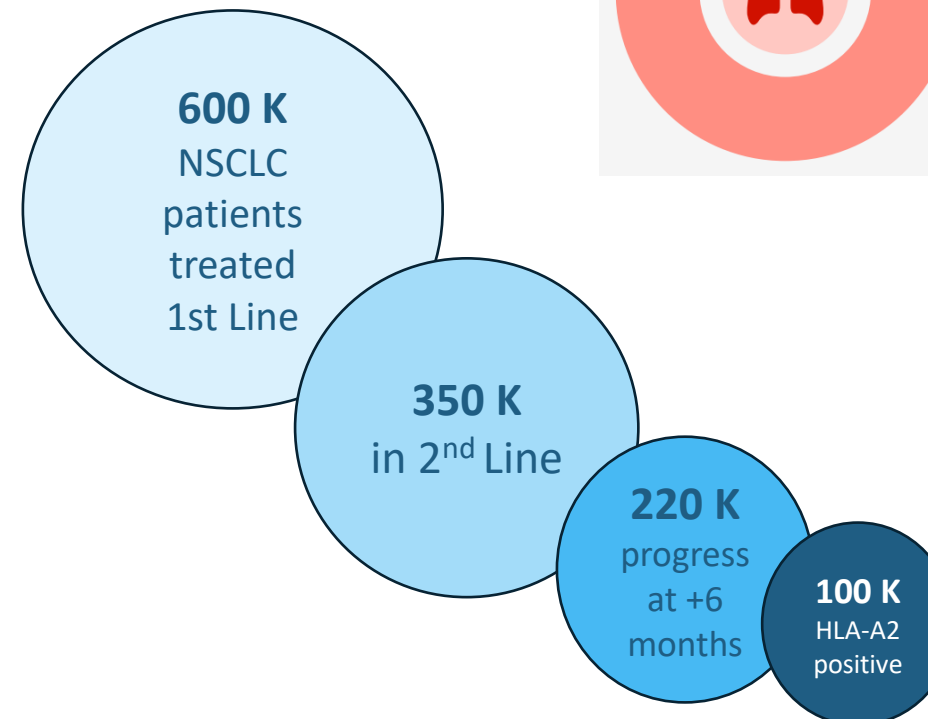 600 K
NSCLC
patients
treated
1st Line
350 K
in 2nd Line
220 K
progress
at +6
months
100 K
HLA-A2
positive